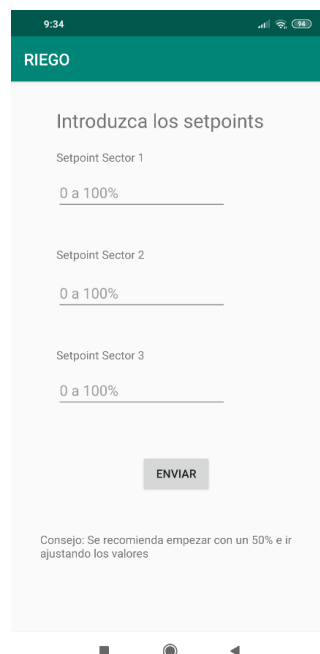 9:34
94
RIEGO
Introduzca los setpoints
Setpoint Sector 1
0 a 100%
Setpoint Sector 2
0 a 100%
Setpoint Sector 3
0 a 100%
ENVIAR
Consejo: Se recomienda empezar con un 50% e ir
ajustando los valores